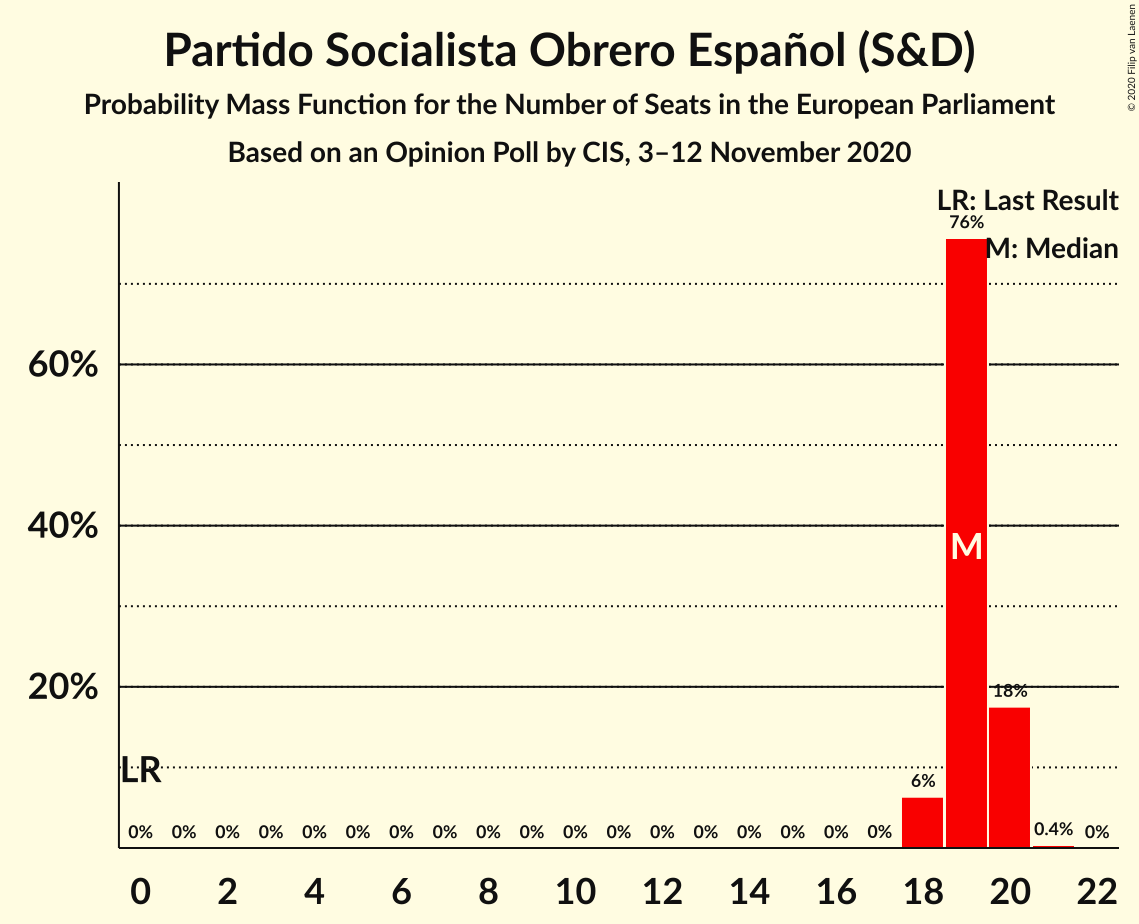 Partido Socialista Obrero Español (S&D)
Probability Mass Function for the Number of Seats in the European Parliament
Based on an Opinion Poll by CIS, 3–12 November 2020
© 2020 Filip van Laenen
LR: Last Result
M: Median
76%
60%
40%
M
20%
18%
LR
6%
0% 0% 0% 0% 0% 0% 0% 0% 0% 0% 0% 0% 0% 0% 0% 0% 0% 0% 0.4% 0%
0 2 4 6 8 10 12 14 16 18 20 22